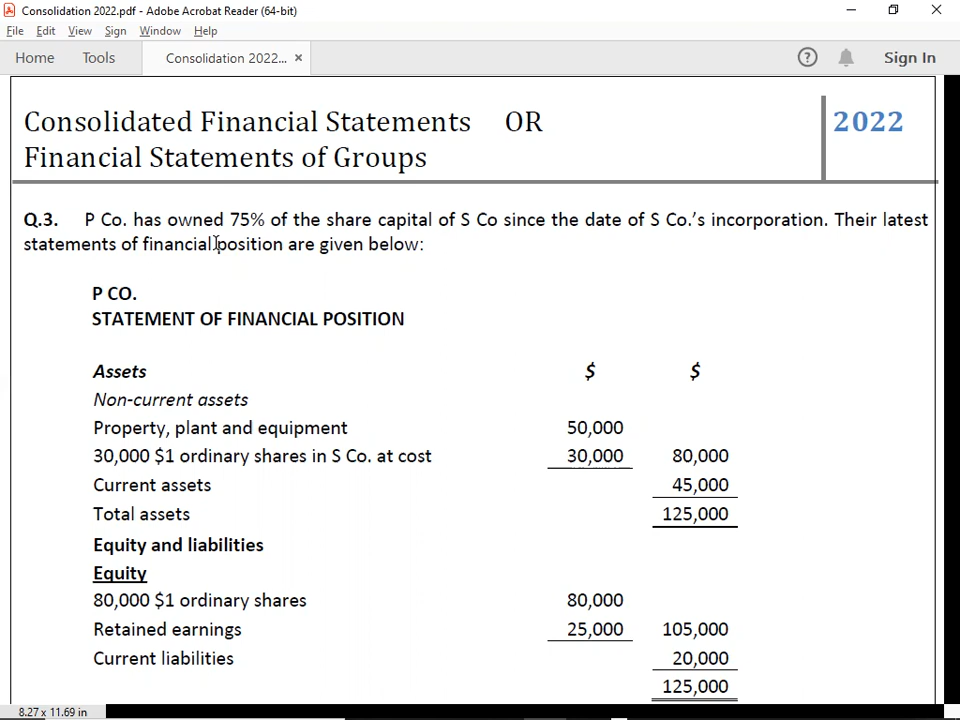 Consolidation 2022.pdf - Adobe Acrobat Reader (64-bit)
File Edit View Sign Window Help
Home Tools Consolidation 2022... × ? Sign In
Consolidated Financial Statements OR 2022
Financial Statements of Groups
Q.3. P Co. has owned 75% of the share capital of S Co since the date of S Co.'s incorporation. Their latest
statements of financial position are given below:
P CO.
STATEMENT OF FINANCIAL POSITION
Assets $ $
Non-current assets
Property, plant and equipment 50,000
30,000 $1 ordinary shares in S Co. at cost 30,000 80,000
Current assets 45,000
Total assets 125,000
Equity and liabilities
Equity
80,000 $1 ordinary shares 80,000
Retained earnings 25,000 105,000
Current liabilities 20,000
125,000
8.27 x 11.69 in